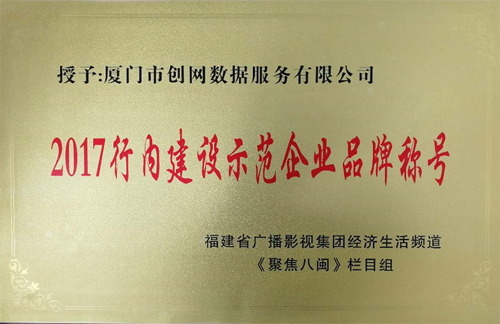 授予:厦门市创网数据服务有限公司
2017行内建设示范企业品牌称号
福建省广播影视集团经济生活频道
《聚焦八闽》栏目组